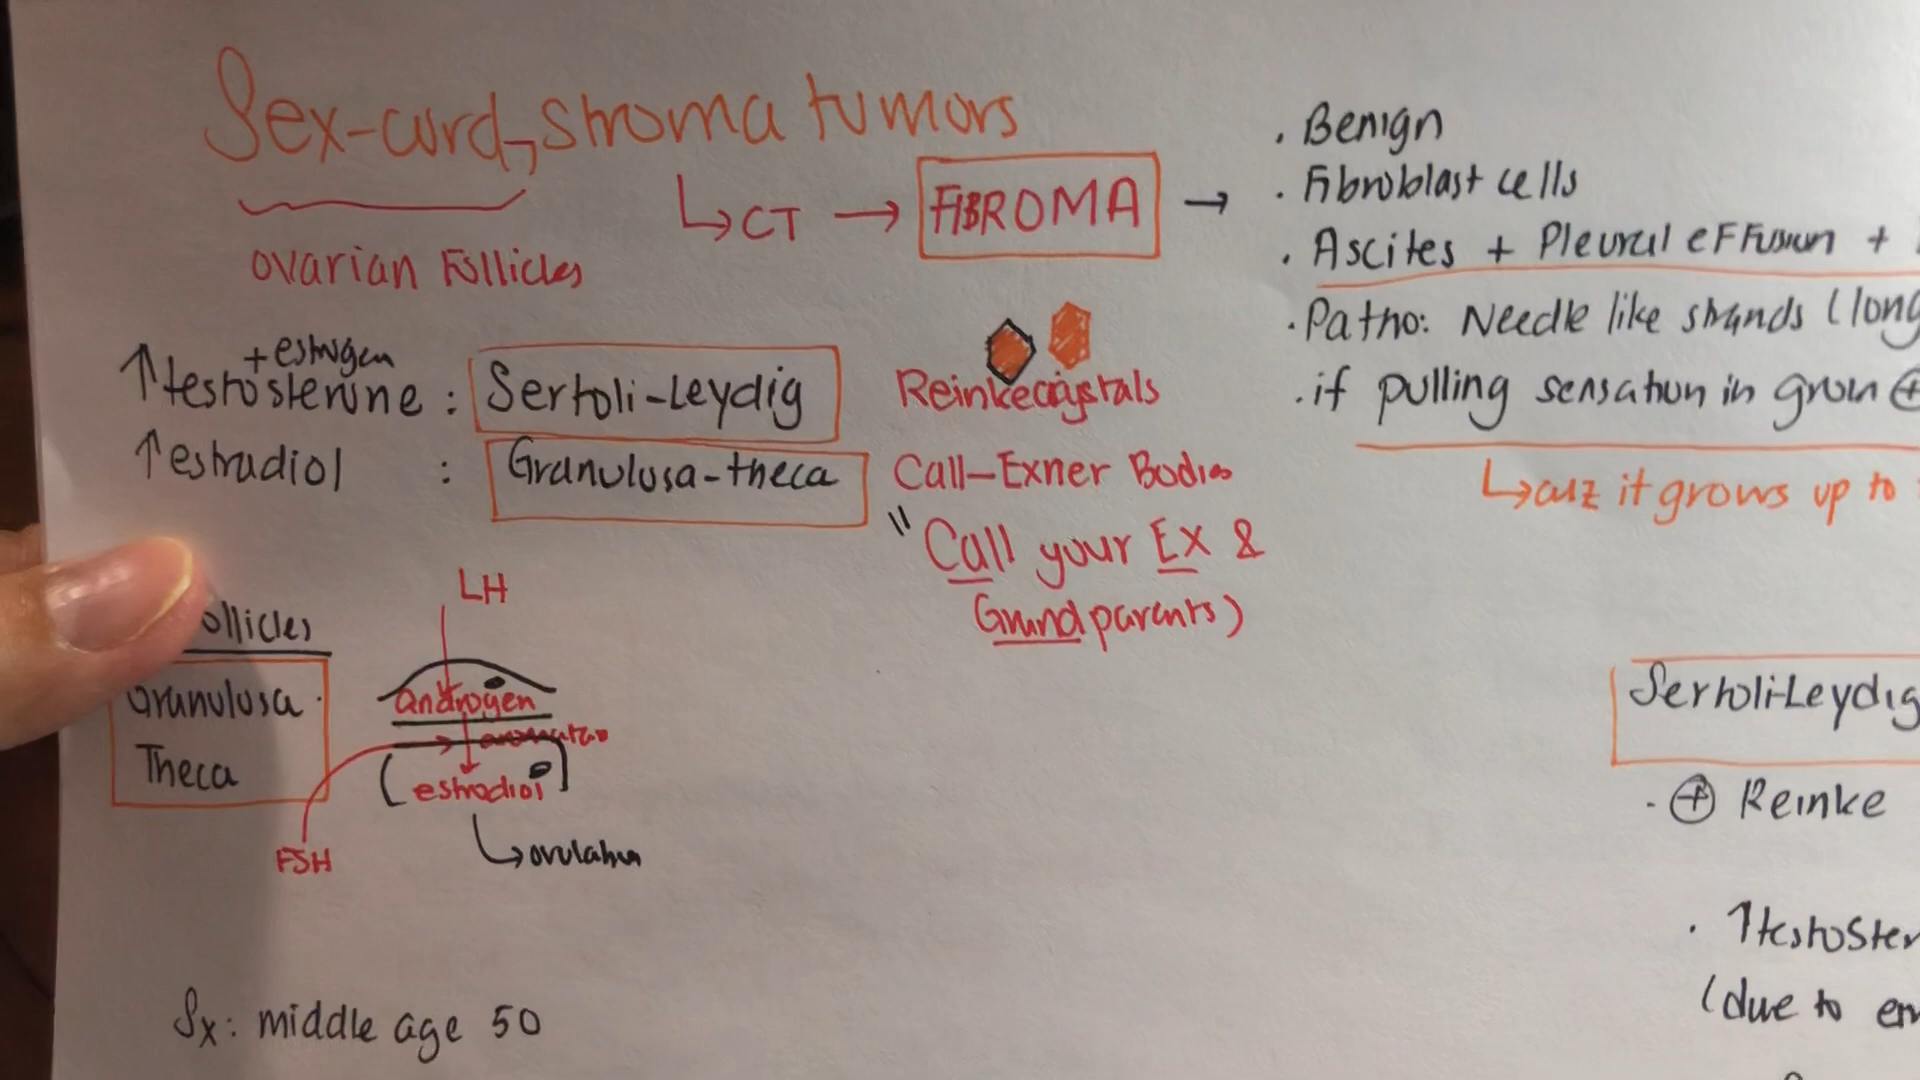 Sex-cord, stroma tumors
ovarian Follicles
CT → FIBROMA →
. Benign
. Fibroblast cells
. Ascites + Pleural eFFusion +
. Patho: Needle like strands (long
. if pulling sensation in groin ⊕
↳ cuz it grows up to
+ estrogen
↑ testosterone : Sertoli-Leydig
Reinke crystals
↑ estradiol : Granulosa-theca
Call-Exner Bodies
"Call your Ex &
Grandparents)
ollicles
Granulosa
Theca
LH
androgen
estradiol
FSH
↳ ovulation
Sertoli-Leydig
- ⊕ Reinke
. ↑testoster
(due to
Sx: middle age 50